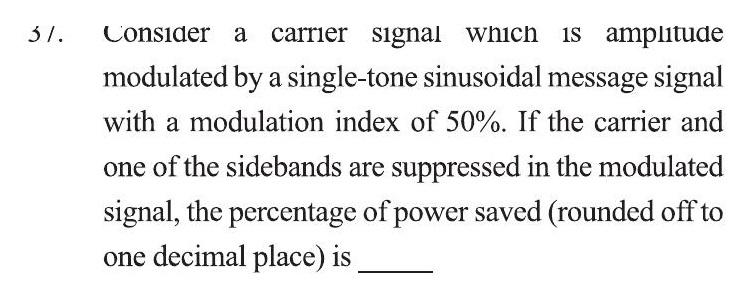 37. Consider a carrier signal which is amplitude
modulated by a single-tone sinusoidal message signal
with a modulation index of 50%. If the carrier and
one of the sidebands are suppressed in the modulated
signal, the percentage of power saved (rounded off to
one decimal place) is ______